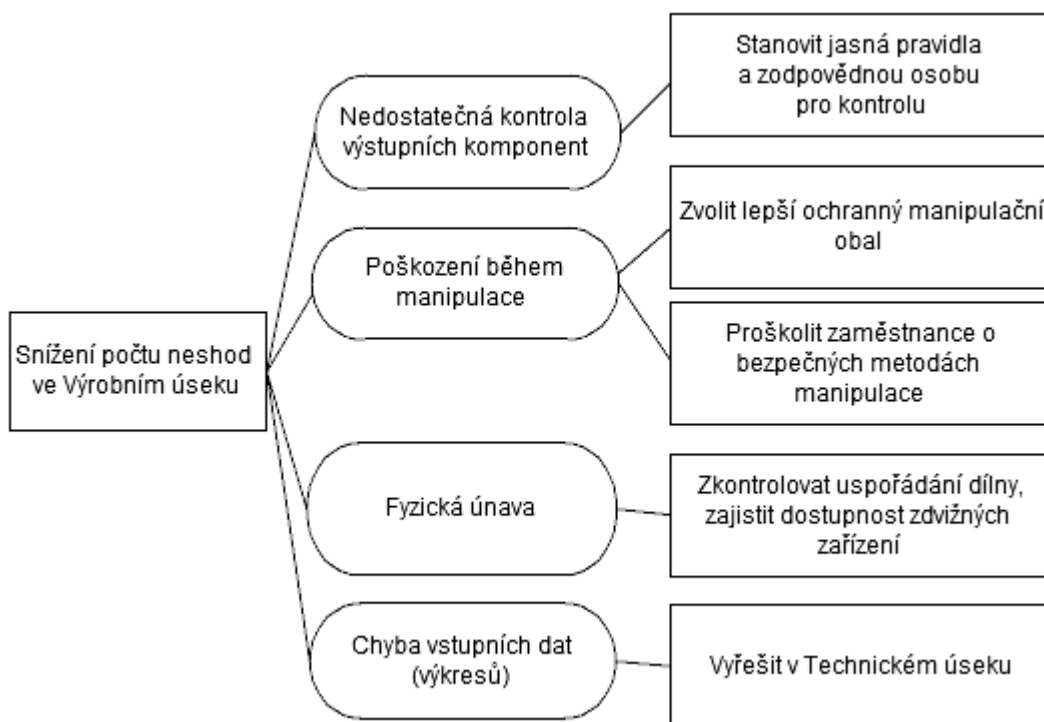 Snížení počtu neshod
ve Výrobním úseku
Nedostatečná kontrola
výstupních komponent
Stanovit jasná pravidla
a zodpovědnou osobu
pro kontrolu
Poškození během
manipulace
Zvolit lepší ochranný manipulační
obal
Proškolit zaměstnance o
bezpečných metodách
manipulace
Fyzická únava
Zkontrolovat uspořádání dílny,
zajistit dostupnost zdvižných
zařízení
Chyba vstupních dat
(výkresů)
Vyřešit v Technickém úseku